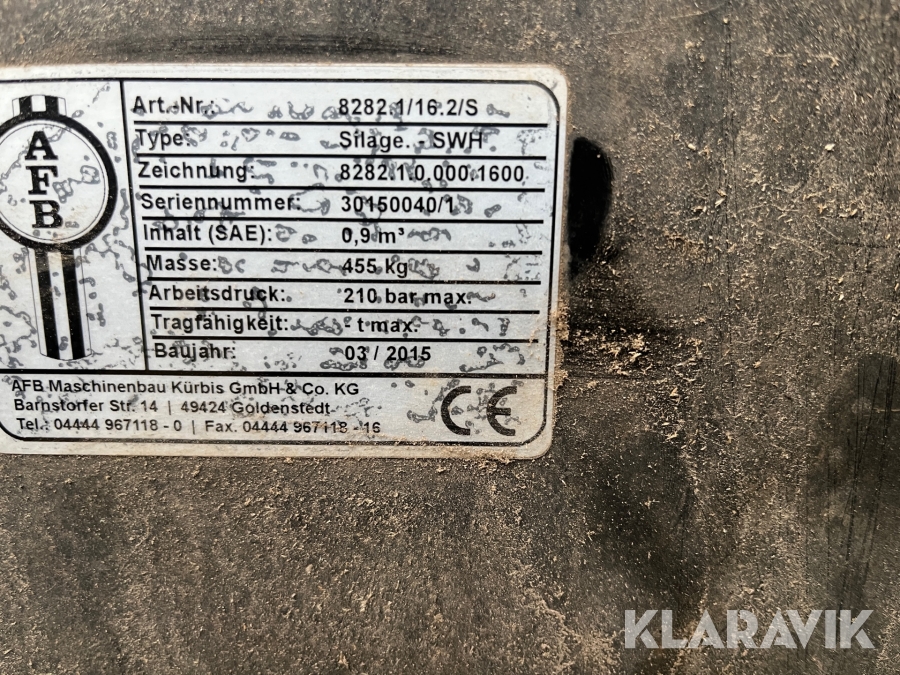 AFB
Art.-Nr.: 8282.1/16.2/S
Type: Silage. - SWH
Zeichnung: 8282.1.0.000.1600
Seriennummer: 30150040/1
Inhalt (SAE): 0,9 m³
Masse: 455 kg
Arbeitsdruck: 210 bar max.
Tragfähigkeit: - t max.
Baujahr: 03 / 2015
AFB Maschinenbau Kürbis GmbH & Co. KG
Barnstorfer Str. 14 | 49424 Goldenstedt
Tel.: 04444 967118 - 0 | Fax. 04444 967118 - 16
CE
KLARAVIK